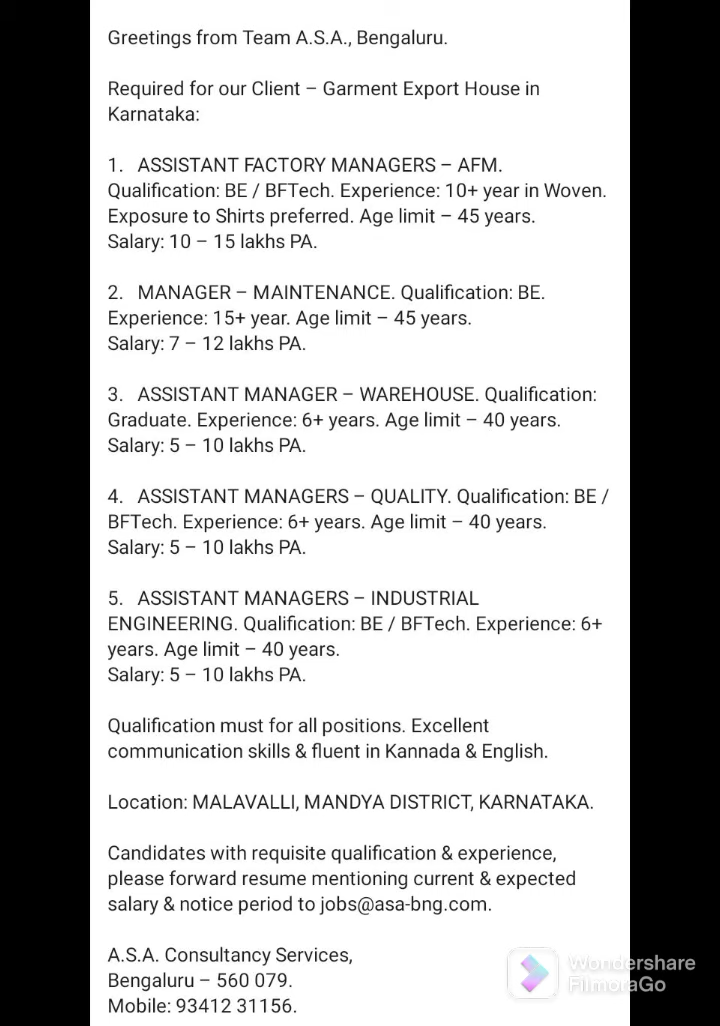 Greetings from Team A.S.A., Bengaluru.
Required for our Client – Garment Export House in
Karnataka:
1. ASSISTANT FACTORY MANAGERS – AFM.
Qualification: BE / BFTech. Experience: 10+ year in Woven.
Exposure to Shirts preferred. Age limit – 45 years.
Salary: 10 – 15 lakhs PA.
2. MANAGER – MAINTENANCE. Qualification: BE.
Experience: 15+ year. Age limit – 45 years.
Salary: 7 – 12 lakhs PA.
3. ASSISTANT MANAGER – WAREHOUSE. Qualification:
Graduate. Experience: 6+ years. Age limit – 40 years.
Salary: 5 – 10 lakhs PA.
4. ASSISTANT MANAGERS – QUALITY. Qualification: BE /
BFTech. Experience: 6+ years. Age limit – 40 years.
Salary: 5 – 10 lakhs PA.
5. ASSISTANT MANAGERS – INDUSTRIAL
ENGINEERING. Qualification: BE / BFTech. Experience: 6+
years. Age limit – 40 years.
Salary: 5 – 10 lakhs PA.
Qualification must for all positions. Excellent
communication skills & fluent in Kannada & English.
Location: MALAVALLI, MANDYA DISTRICT, KARNATAKA.
Candidates with requisite qualification & experience,
please forward resume mentioning current & expected
salary & notice period to jobs@asa-bng.com.
A.S.A. Consultancy Services,
Bengaluru – 560 079.
Mobile: 93412 31156.
Wondershare
FilmoraGo